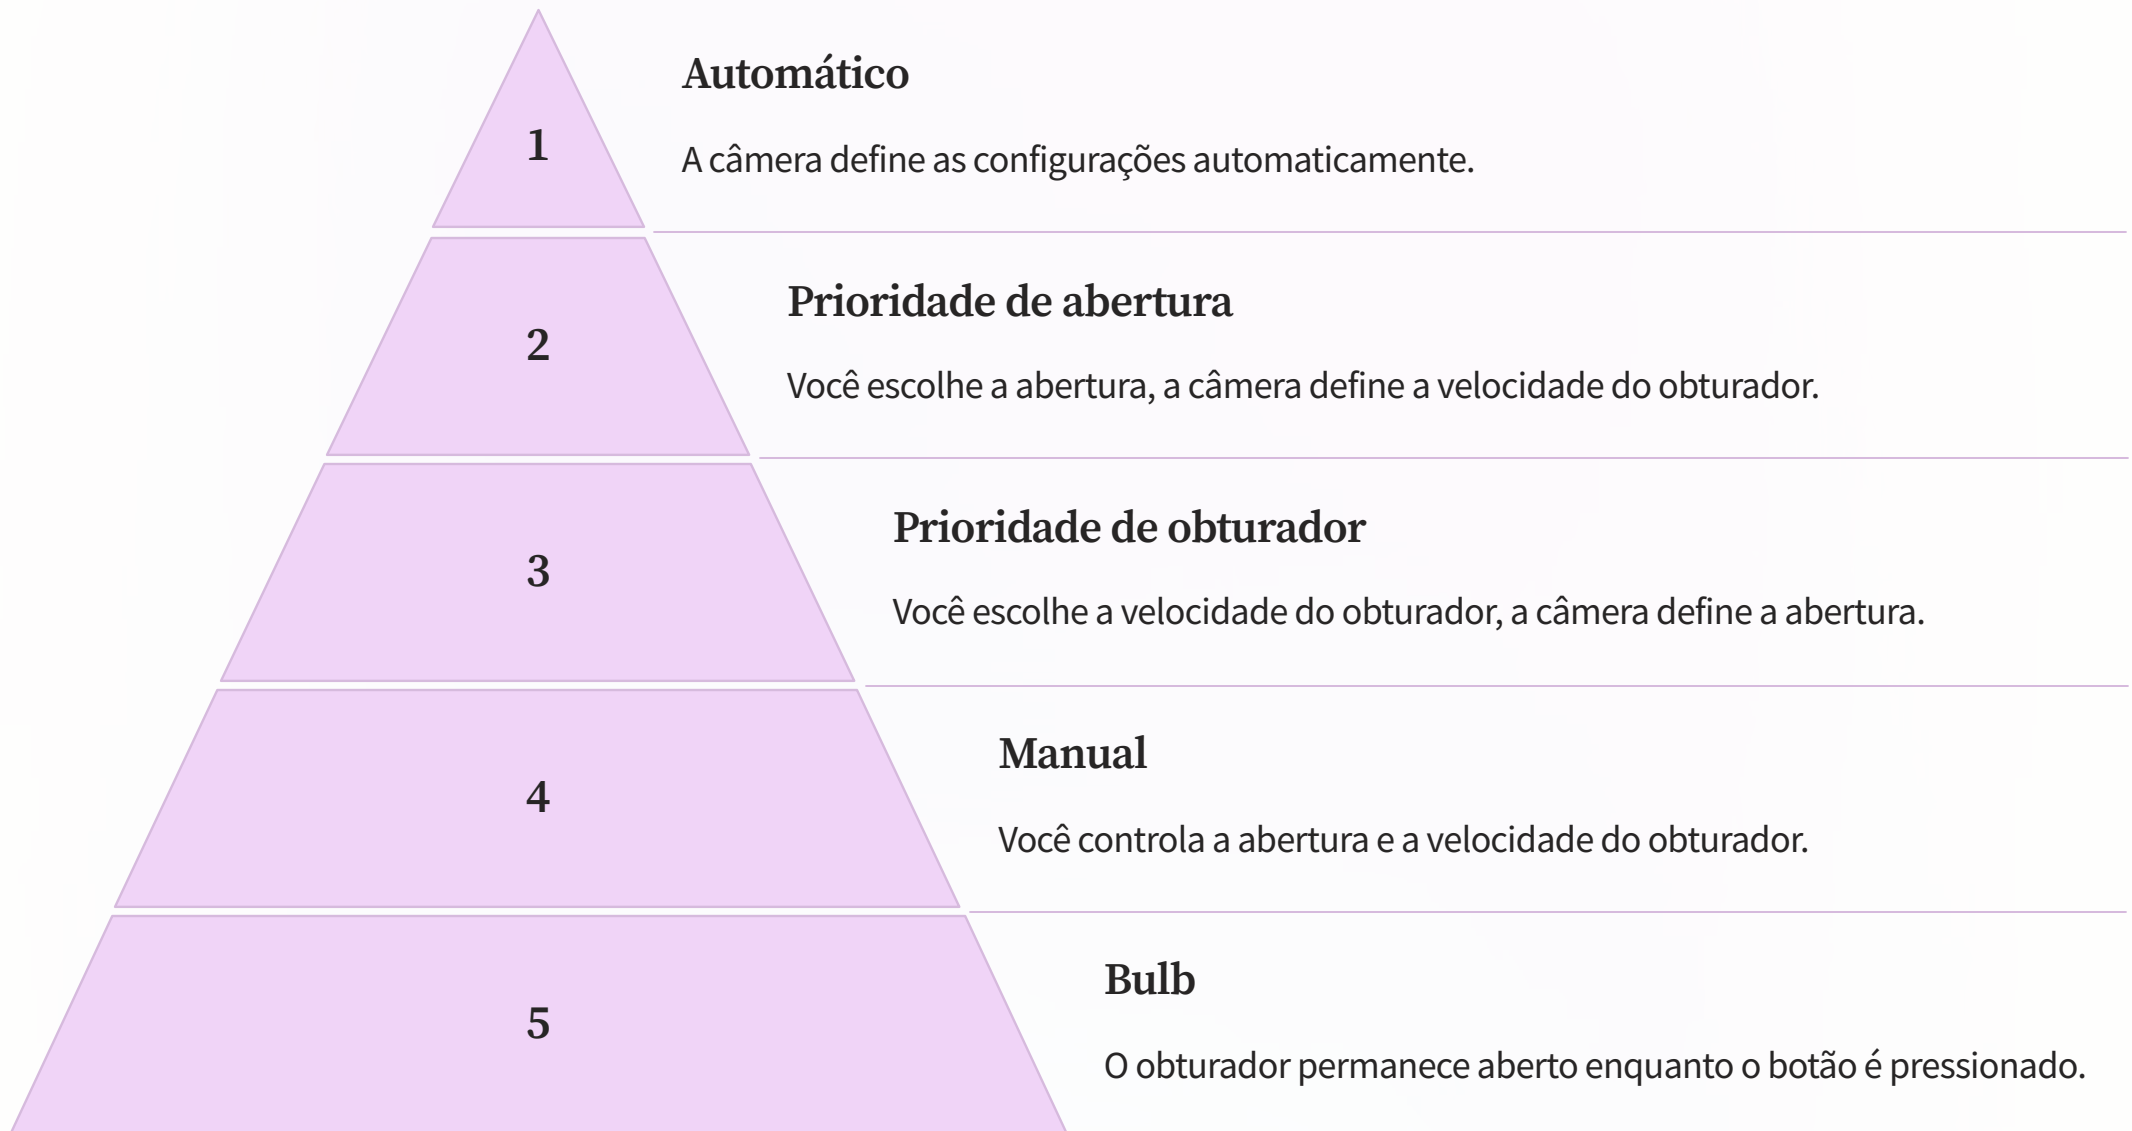 1
Automático
A câmera define as configurações automaticamente.
2
Prioridade de abertura
Você escolhe a abertura, a câmera define a velocidade do obturador.
3
Prioridade de obturador
Você escolhe a velocidade do obturador, a câmera define a abertura.
4
Manual
Você controla a abertura e a velocidade do obturador.
5
Bulb
O obturador permanece aberto enquanto o botão é pressionado.